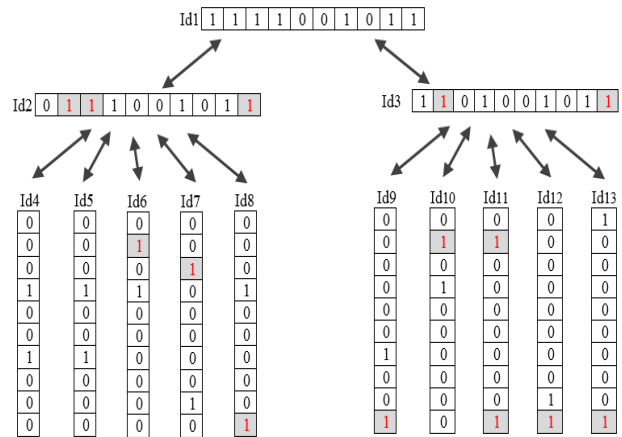 Id1 1 1 1 1 0 0 1 0 1 1
Id2 0 1 1 1 0 0 1 0 1 1
Id3 1 1 0 1 0 0 1 0 1 1
Id4 Id5 Id6 Id7 Id8 Id9 Id10 Id11 Id12 Id13
0 0 0 0 0 0 0 0 0 1
0 0 1 0 0 0 1 1 0 0
0 0 0 1 0 0 0 0 0 0
1 1 1 0 1 0 1 0 0 0
0 0 0 0 0 0 0 0 0 0
0 0 0 0 0 0 0 0 0 0
1 1 0 0 0 1 0 0 0 0
0 0 0 0 0 0 0 0 0 0
0 0 0 1 0 0 0 0 1 0
0 0 0 0 1 1 0 1 1 1